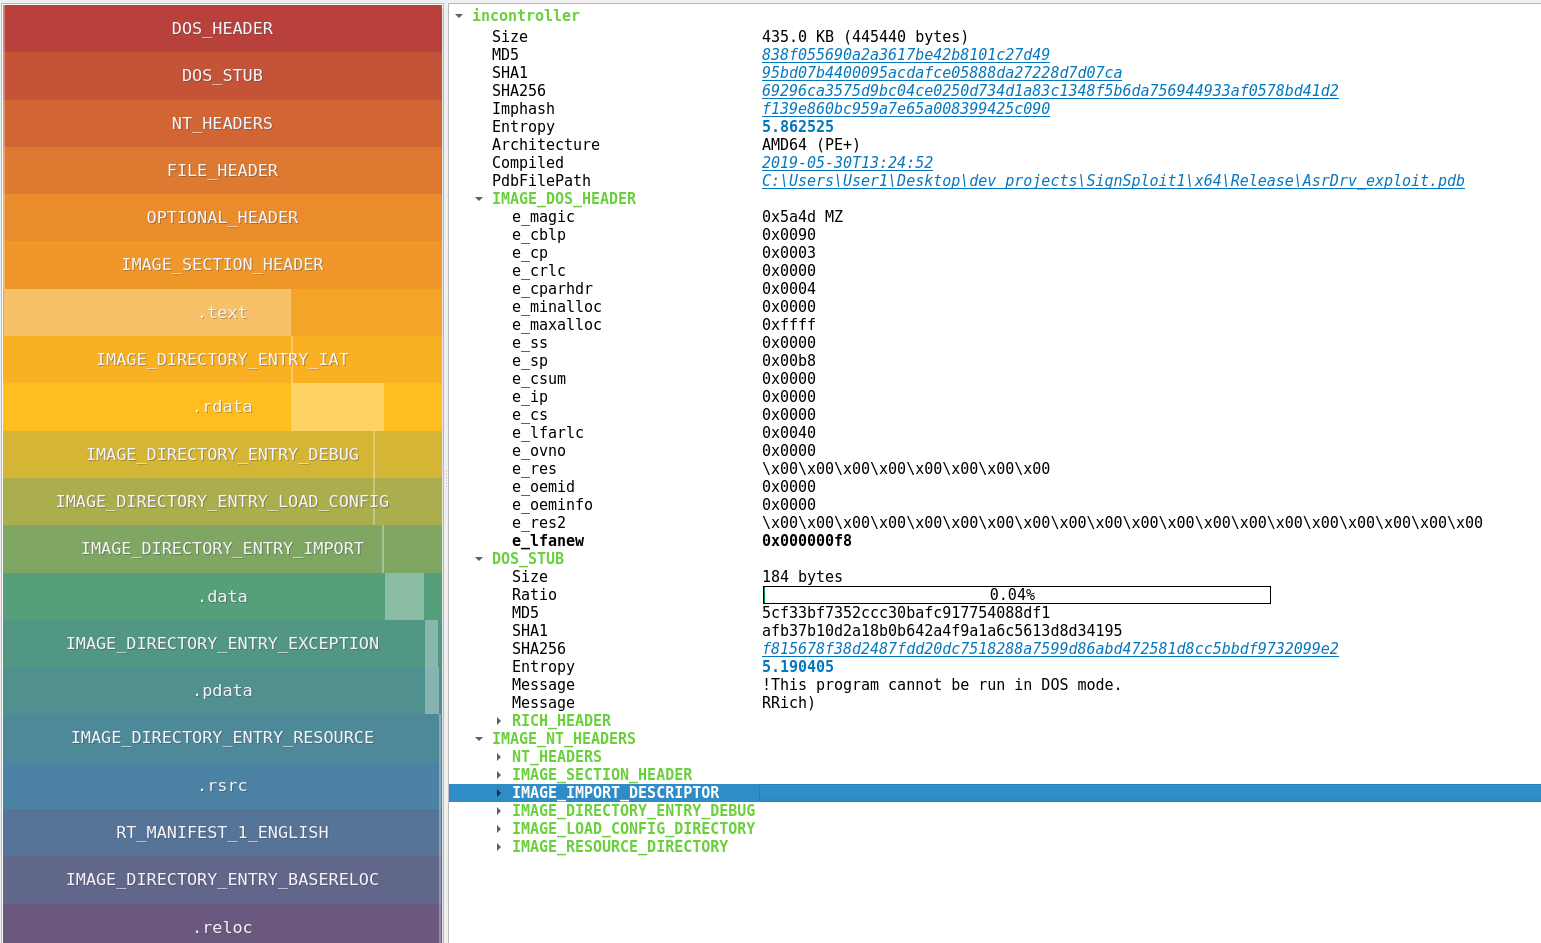 DOS_HEADER
DOS_STUB
NT_HEADERS
FILE_HEADER
OPTIONAL_HEADER
IMAGE_SECTION_HEADER
.text
IMAGE_DIRECTORY_ENTRY_IAT
.rdata
IMAGE_DIRECTORY_ENTRY_DEBUG
IMAGE_DIRECTORY_ENTRY_LOAD_CONFIG
IMAGE_DIRECTORY_ENTRY_IMPORT
.data
IMAGE_DIRECTORY_ENTRY_EXCEPTION
.pdata
IMAGE_DIRECTORY_ENTRY_RESOURCE
.rsrc
RT_MANIFEST_1_ENGLISH
IMAGE_DIRECTORY_ENTRY_BASERELOC
.reloc
incontroller
Size 435.0 KB (445440 bytes)
MD5 838f055690a2a3617be42b8101c27d49
SHA1 95bd07b4400095acdafce05888da27228d7d07ca
SHA256 69296ca3575d9bc04ce0250d734d1a83c1348f5b6da756944933af0578bd41d2
Imphash f139e860bc959a7e65a008399425c090
Entropy 5.862525
Architecture AMD64 (PE+)
Compiled 2019-05-30T13:24:52
PdbFilePath C:\Users\User1\Desktop\dev projects\SignSploit1\x64\Release\AsrDrv_exploit.pdb
IMAGE_DOS_HEADER
e_magic 0x5a4d MZ
e_cblp 0x0090
e_cp 0x0003
e_crlc 0x0000
e_cparhdr 0x0004
e_minalloc 0x0000
e_maxalloc 0xffff
e_ss 0x0000
e_sp 0x00b8
e_csum 0x0000
e_ip 0x0000
e_cs 0x0000
e_lfarlc 0x0040
e_ovno 0x0000
e_res \x00\x00\x00\x00\x00\x00\x00\x00
e_oemid 0x0000
e_oeminfo 0x0000
e_res2 \x00\x00\x00\x00\x00\x00\x00\x00\x00\x00\x00\x00\x00\x00\x00\x00\x00\x00\x00\x00
e_lfanew 0x000000f8
DOS_STUB
Size 184 bytes
Ratio 0.04%
MD5 5cf33bf7352ccc30bafc917754088df1
SHA1 afb37b10d2a18b0b642a4f9a1a6c5613d8d34195
SHA256 f815678f38d2487fdd20dc7518288a7599d86abd472581d8cc5bbdf9732099e2
Entropy 5.190405
Message !This program cannot be run in DOS mode.
Message RRich)
RICH_HEADER
IMAGE_NT_HEADERS
NT_HEADERS
IMAGE_SECTION_HEADER
IMAGE_IMPORT_DESCRIPTOR
IMAGE_DIRECTORY_ENTRY_DEBUG
IMAGE_LOAD_CONFIG_DIRECTORY
IMAGE_RESOURCE_DIRECTORY